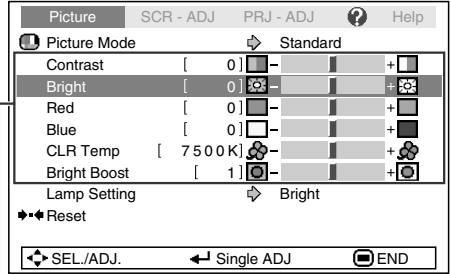 Picture SCR - ADJ PRJ - ADJ ? Help
Picture Mode Standard
Contrast [ 0] - +
Bright [ 0] - +
Red [ 0] - +
Blue [ 0] - +
CLR Temp [ 7500K] - +
Bright Boost [ 1] - +
Lamp Setting Bright
Reset
SEL./ADJ. Single ADJ END